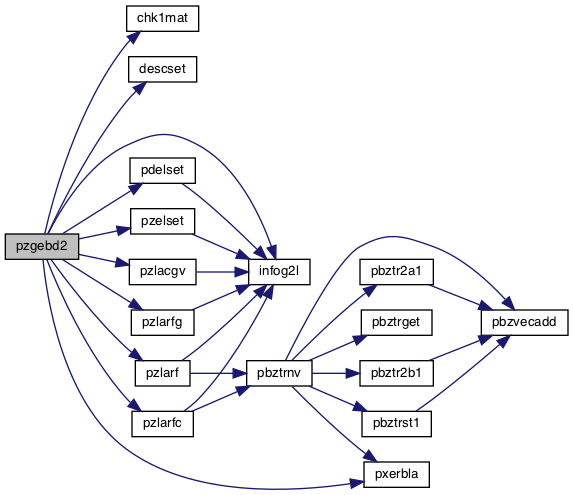 chk1mat
descset
pdelset
pzelset
pzgebd2
pzlacgv
infog2l
pbztr2a1
pzlarfg
pbztrget
pbzvecadd
pzlarf
pbztrnv
pbztr2b1
pzlarfc
pbztrst1
pxerbla